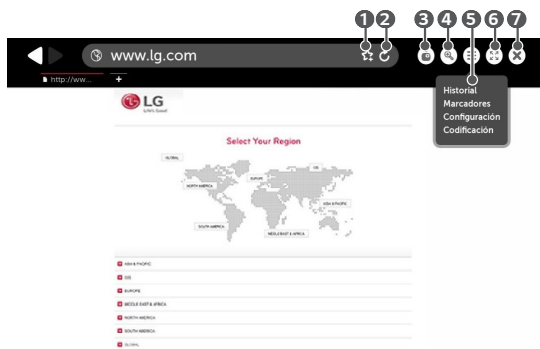 1 2 3 4 5 6 7
www.lg.com
http://ww... +
Historial
Marcadores
Configuración
Codificación
LG
Life's Good
Select Your Region
GLOBAL
CIS
EUROPE
NORTH AMERICA
ASIA & PACIFIC
SOUTH AMERICA
MIDDLE EAST & AFRICA
ASIA & PACIFIC
CIS
EUROPE
MIDDLE EAST & AFRICA
NORTH AMERICA
SOUTH AMERICA
GLOBAL